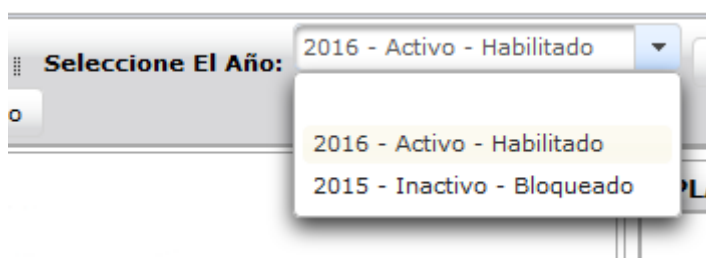 Seleccione El Año: 2016 - Activo - Habilitado
o
2016 - Activo - Habilitado
2015 - Inactivo - Bloqueado